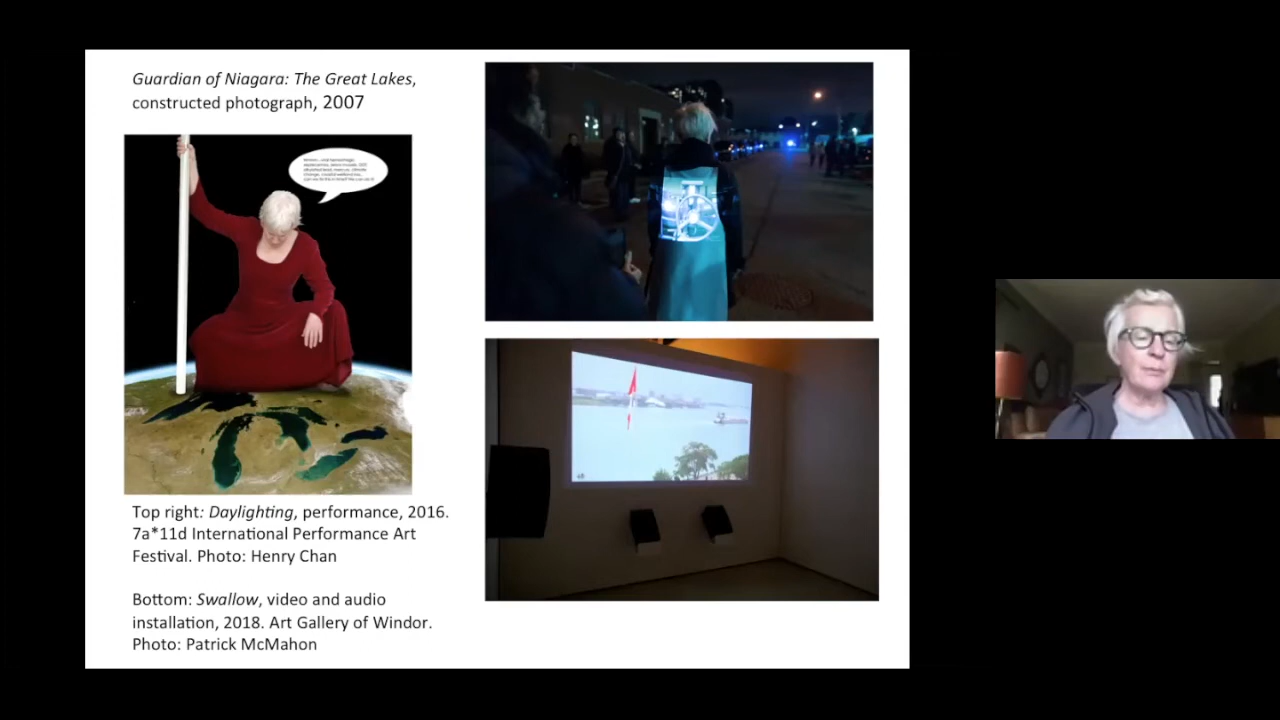 Guardian of Niagara: The Great Lakes,
constructed photograph, 2007
Top right: Daylighting, performance, 2016.
7a*11d International Performance Art
Festival. Photo: Henry Chan
Bottom: Swallow, video and audio
installation, 2018. Art Gallery of Windor.
Photo: Patrick McMahon